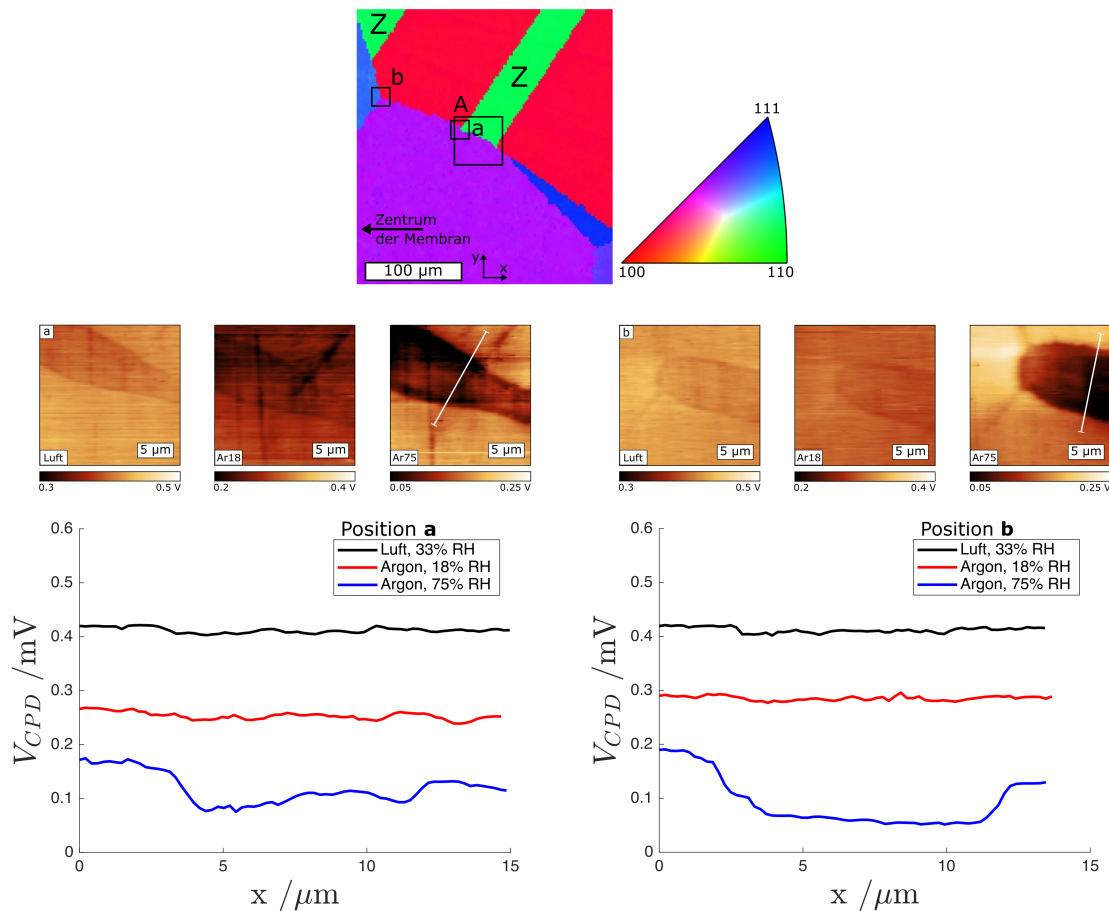 Z
b
A
Z
a
Zentrum
der Membran
100 µm
y
x
111
100
110
a
Luft
5 µm
0.3
0.5 V
Ar18
5 µm
0.2
0.4 V
Ar75
5 µm
0.05
0.25 V
b
Luft
5 µm
0.3
0.5 V
Ar18
5 µm
0.2
0.4 V
Ar75
5 µm
0.05
0.25 V
Position a
Luft, 33% RH
Argon, 18% RH
Argon, 75% RH
0.6
0.5
0.4
0.3
0.2
0.1
0
V_CPD /mV
0 5 10 15
x /µm
Position b
Luft, 33% RH
Argon, 18% RH
Argon, 75% RH
0.6
0.5
0.4
0.3
0.2
0.1
0
V_CPD /mV
0 5 10 15
x /µm